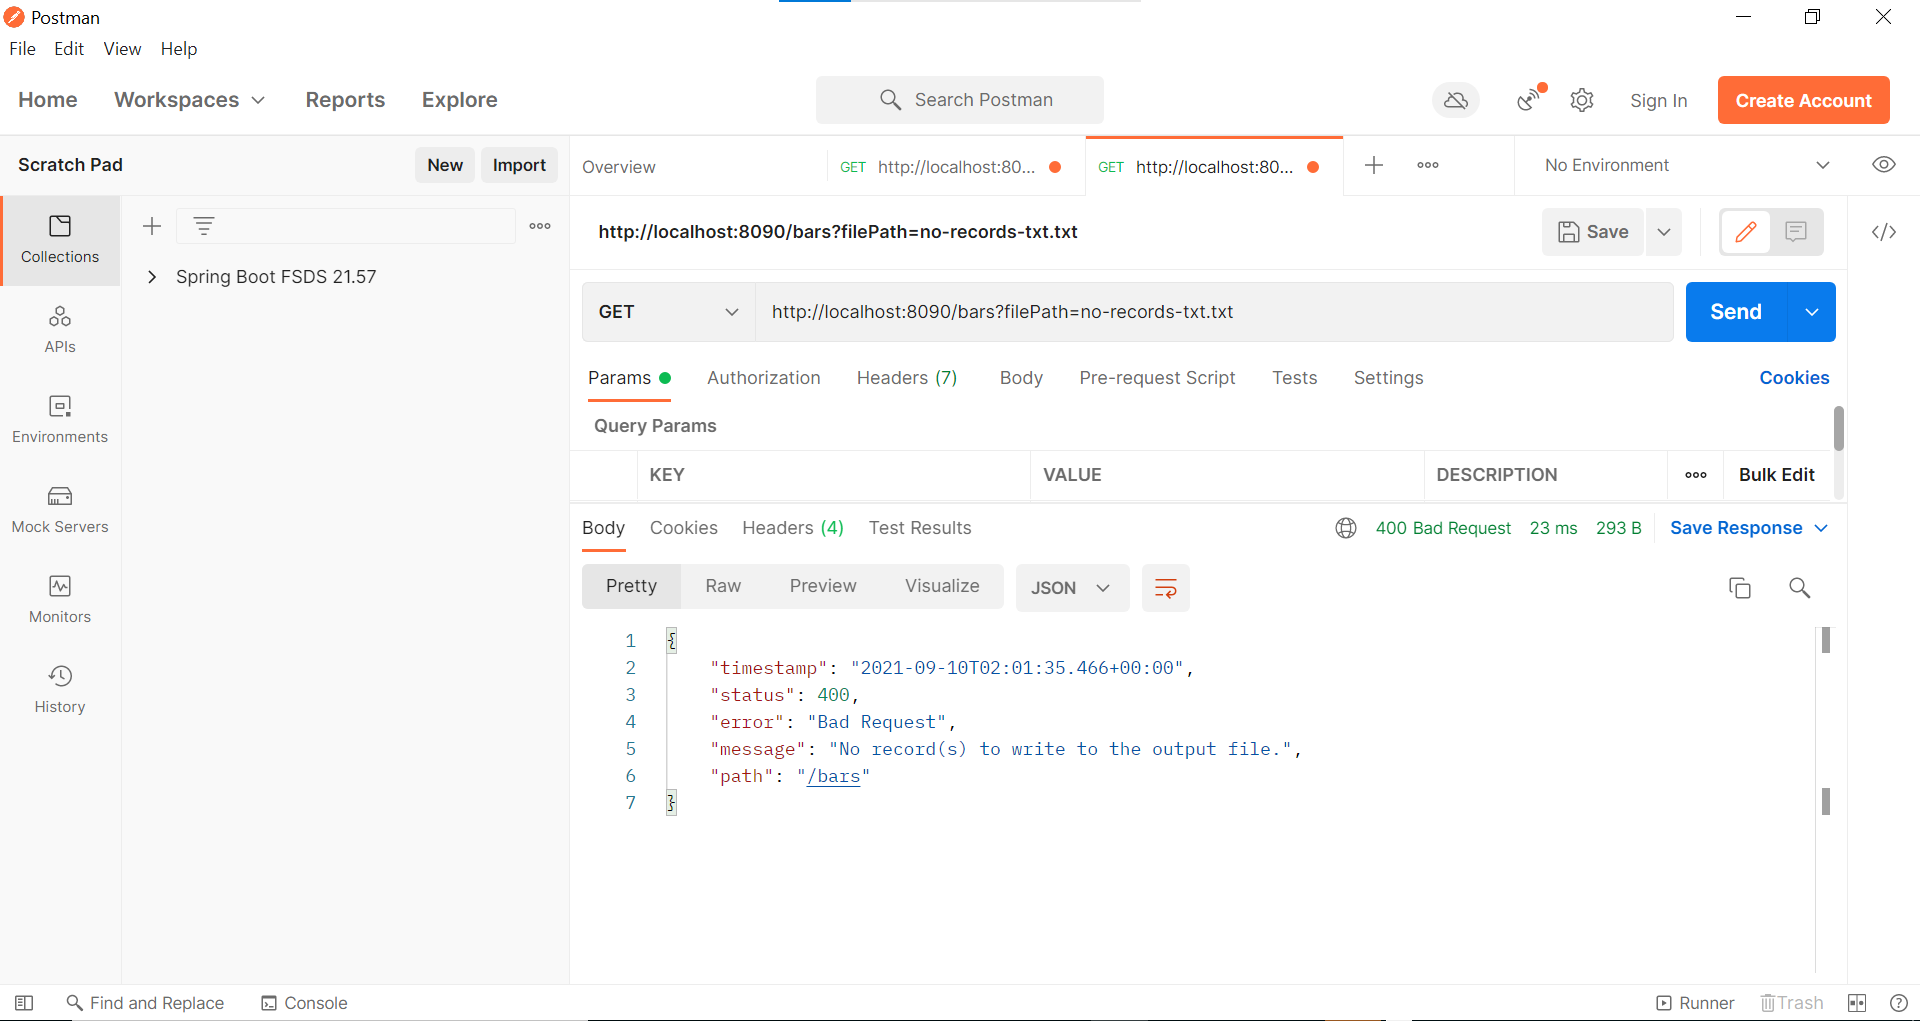 Postman
File Edit View Help
Home Workspaces Reports Explore Search Postman Sign In Create Account
Scratch Pad New Import Overview GET http://localhost:80... GET http://localhost:80... No Environment
Collections
APIs
Environments
Mock Servers
Monitors
History
Spring Boot FSDS 21.57
http://localhost:8090/bars?filePath=no-records-txt.txt Save
GET http://localhost:8090/bars?filePath=no-records-txt.txt Send
Params Authorization Headers (7) Body Pre-request Script Tests Settings Cookies
Query Params
KEY VALUE DESCRIPTION Bulk Edit
Body Cookies Headers (4) Test Results 400 Bad Request 23 ms 293 B Save Response
Pretty Raw Preview Visualize JSON
1 {
2 "timestamp": "2021-09-10T02:01:35.466+00:00",
3 "status": 400,
4 "error": "Bad Request",
5 "message": "No record(s) to write to the output file.",
6 "path": "/bars"
7 }
Find and Replace Console Runner Trash